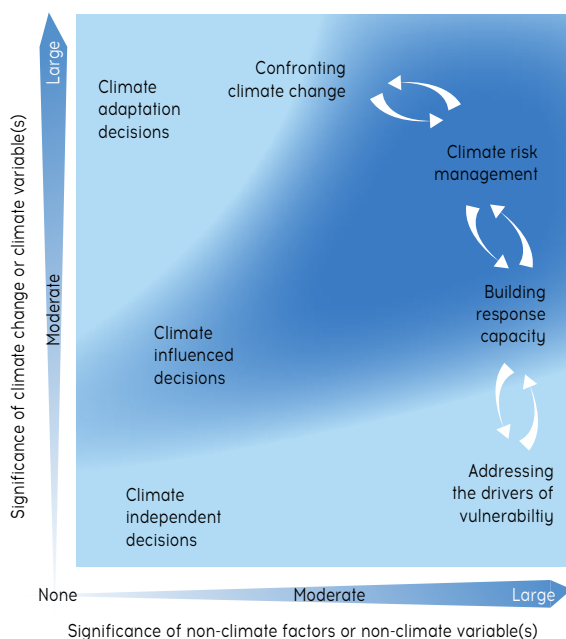 Large
Moderate
Significance of climate change or climate variable(s)
Climate
adaptation
decisions
Confronting
climate change
Climate risk
management
Building
response
capacity
Climate
influenced
decisions
Addressing
the drivers of
vulnerabiltiy
Climate
independent
decisions
None
Moderate
Large
Significance of non-climate factors or non-climate variable(s)